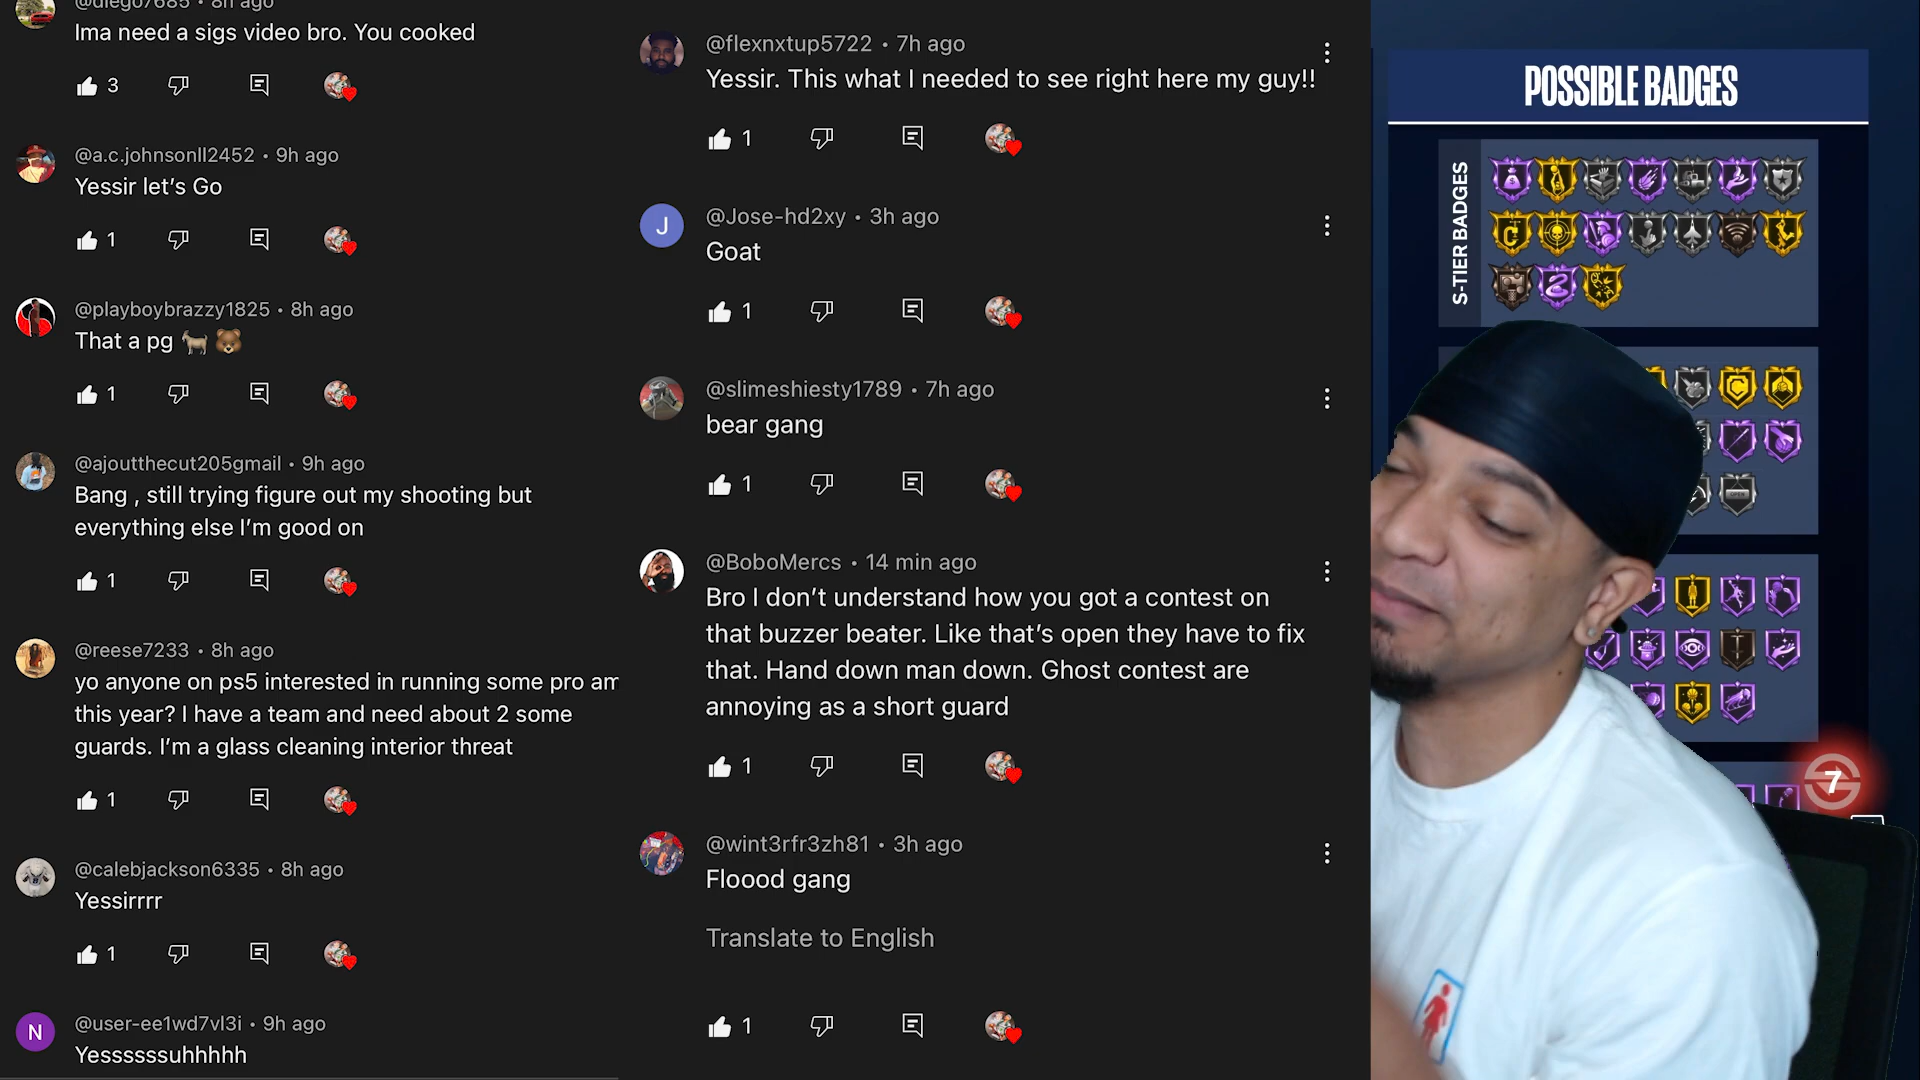 @diego7685 • 8h ago
Ima need a sigs video bro. You cooked
3
@a.c.johnsonll2452 • 9h ago
Yessir let’s Go
1
@playboybrazzy1825 • 8h ago
That a pg 🐐 🐻
1
@ajoutthecut205gmail • 9h ago
Bang , still trying figure out my shooting but
everything else I’m good on
1
@reese7233 • 8h ago
yo anyone on ps5 interested in running some pro am
this year? I have a team and need about 2 some
guards. I’m a glass cleaning interior threat
1
@calebjackson6335 • 8h ago
Yessirrrr
1
N
@user-ee1wd7vl3i • 9h ago
Yessssssuhhhhh
@flexnxtup5722 • 7h ago
Yessir. This what I needed to see right here my guy!!
1
J
@Jose-hd2xy • 3h ago
Goat
1
@slimeshiesty1789 • 7h ago
bear gang
1
@BoboMercs • 14 min ago
Bro I don’t understand how you got a contest on
that buzzer beater. Like that’s open they have to fix
that. Hand down man down. Ghost contest are
annoying as a short guard
1
@wint3rfr3zh81 • 3h ago
Floood gang
Translate to English
1
POSSIBLE BADGES
S-TIER BADGES
7